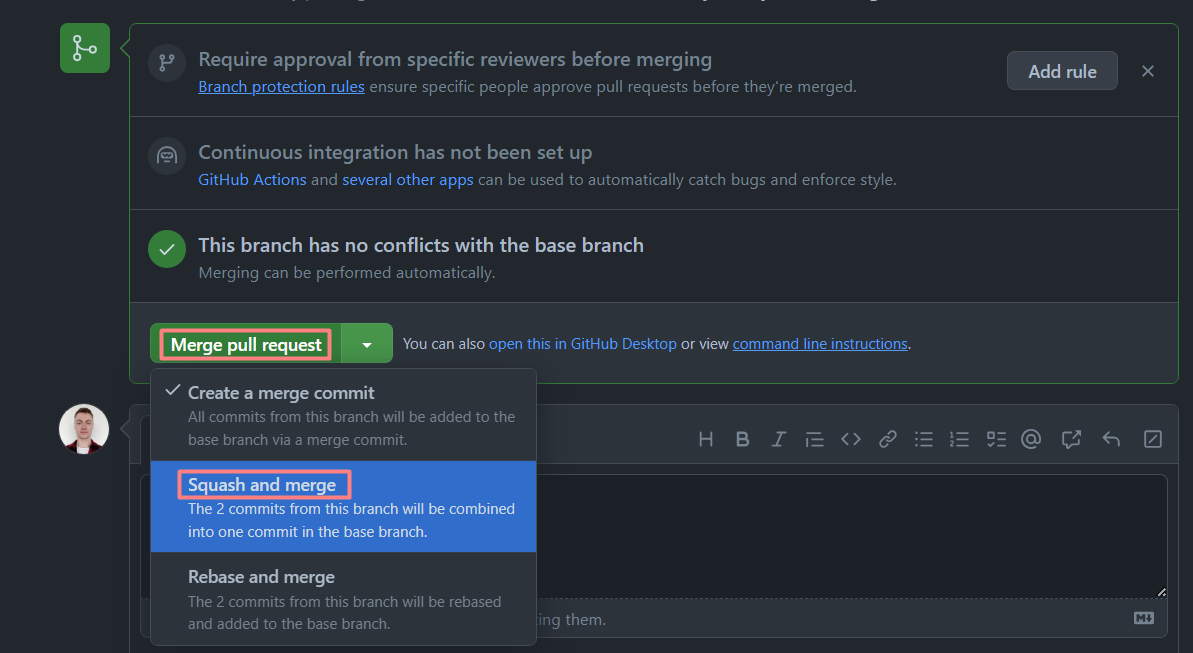 Require approval from specific reviewers before merging
Add rule
Branch protection rules ensure specific people approve pull requests before they're merged.
Continuous integration has not been set up
GitHub Actions and several other apps can be used to automatically catch bugs and enforce style.
This branch has no conflicts with the base branch
Merging can be performed automatically.
Merge pull request
You can also open this in GitHub Desktop or view command line instructions.
Create a merge commit
All commits from this branch will be added to the
base branch via a merge commit.
Squash and merge
The 2 commits from this branch will be combined
into one commit in the base branch.
Rebase and merge
The 2 commits from this branch will be rebased
and added to the base branch.
ing them.